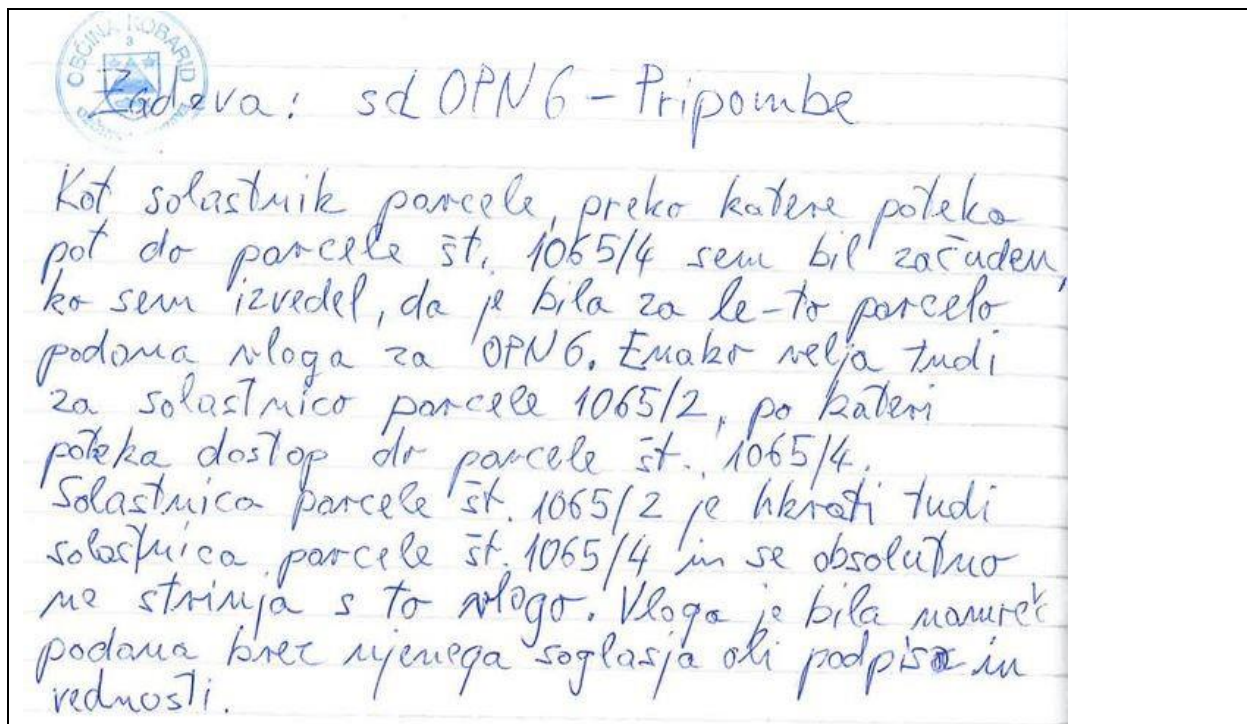 OBČINA KOBARID
3
Zadeva: sd OPN 6 - Pripombe
Kot solastnik parcele, preko katere poteka
pot do parcele št. 1065/4 sem bil začuden,
ko sem izvedel, da je bila za le-to parcelo
podana vloga za OPN 6. Enako velja tudi
za solastnico parcele 1065/2, po kateri
poteka dostop do parcele št. 1065/4.
Solastnica parcele št. 1065/2 je hkrati tudi
solastnica parcele št. 1065/4 in se absolutno
ne strinja s to vlogo. Vloga je bila namreč
podana brez njenega soglasja ali podpisa in
vednosti.